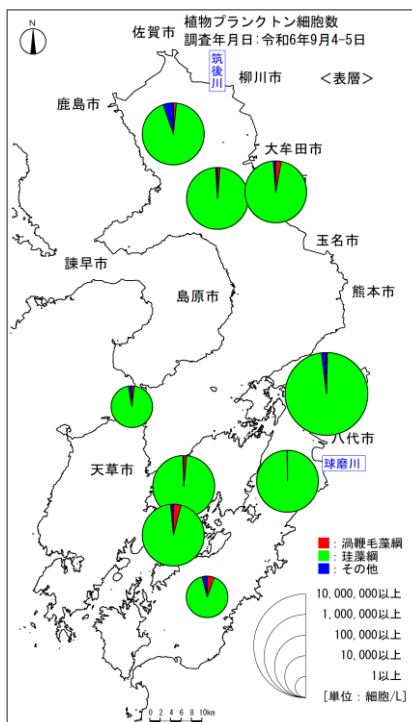 植物プランクトン細胞数
調査年月日:令和6年9月4-5日
佐賀市
筑後川
柳川市
<表層>
鹿島市
大牟田市
玉名市
諫早市
島原市
熊本市
八代市
天草市
球磨川
:渦鞭毛藻綱
:珪藻綱
:その他
10,000,000以上
1,000,000以上
100,000以上
10,000以上
1以上
[単位:細胞/L]
0 2 4 6 8 10km